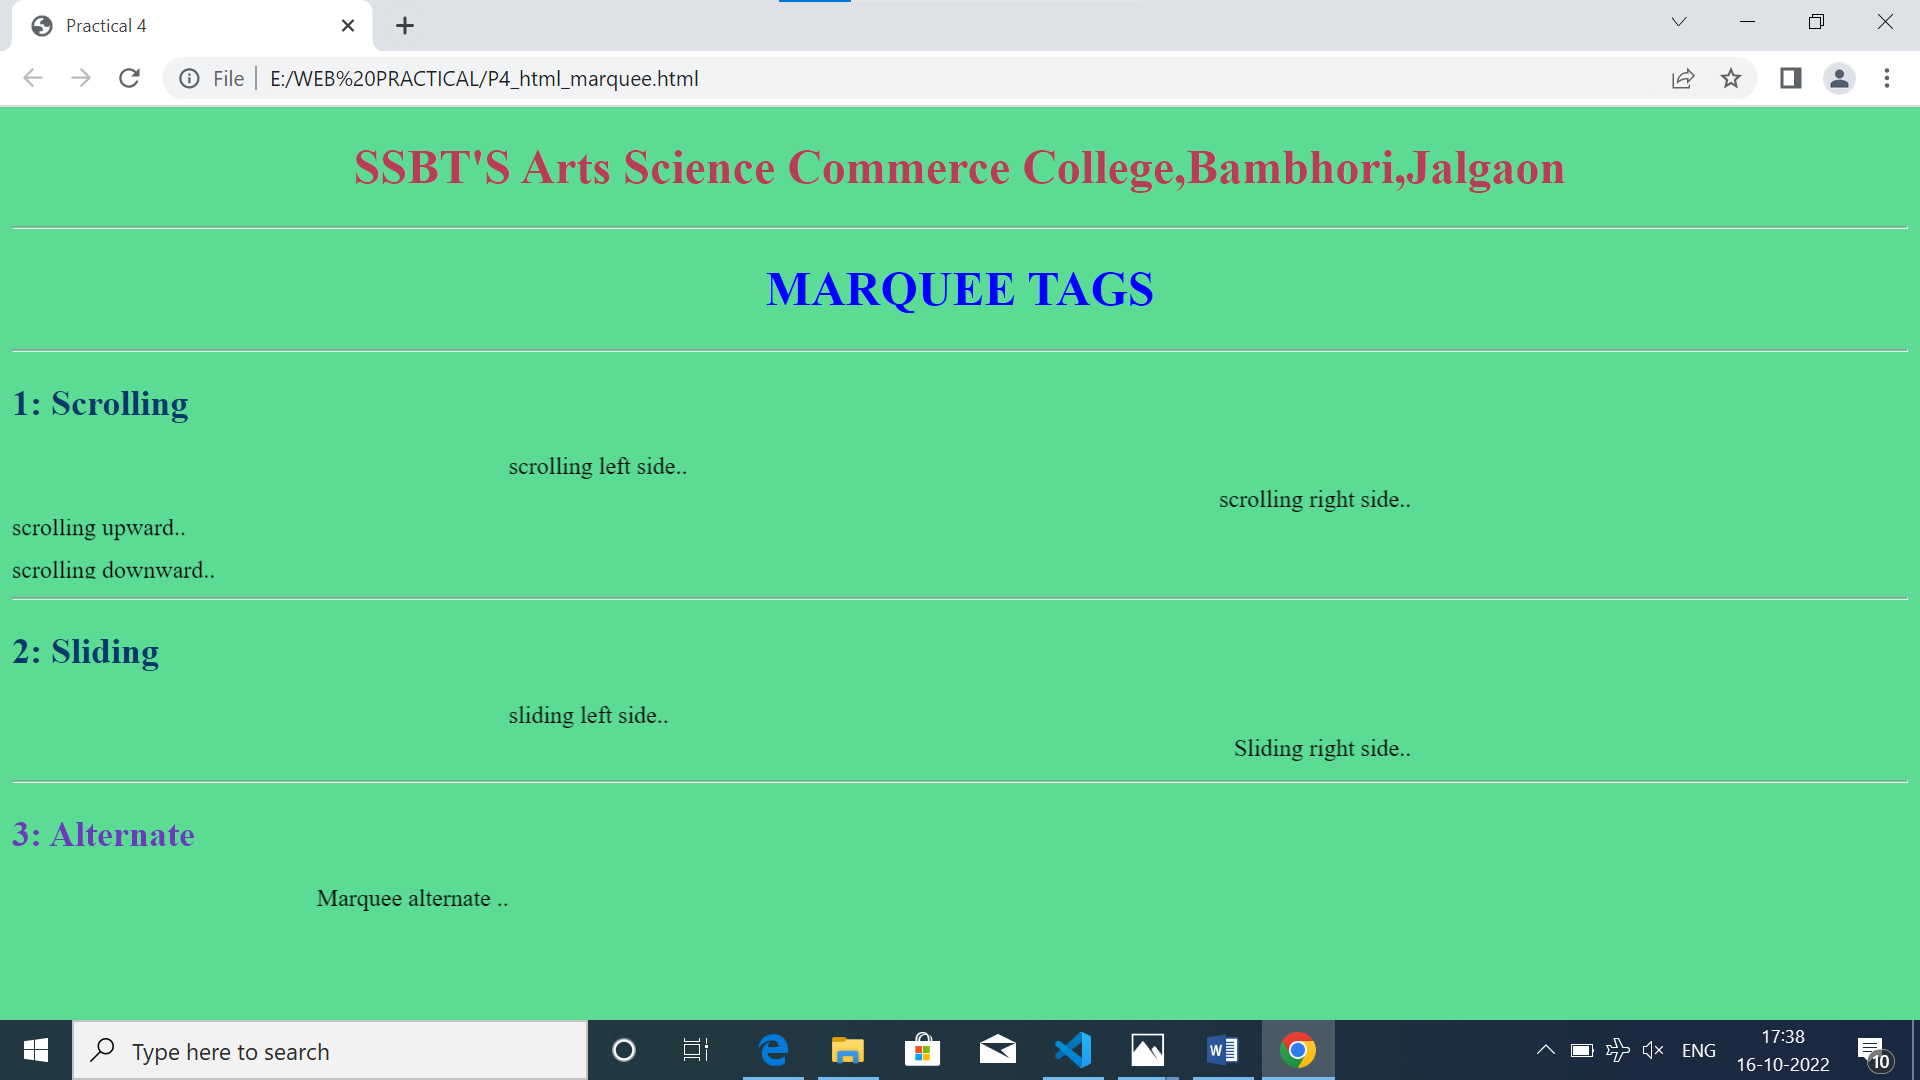 Practical 4
File
E:/WEB%20PRACTICAL/P4_html_marquee.html
SSBT'S Arts Science Commerce College,Bambhori,Jalgaon
MARQUEE TAGS
1: Scrolling
scrolling left side..
scrolling right side..
scrolling upward..
scrolling downward..
2: Sliding
sliding left side..
Sliding right side..
3: Alternate
Marquee alternate ..
Type here to search
W
ENG
17:38
16-10-2022
10